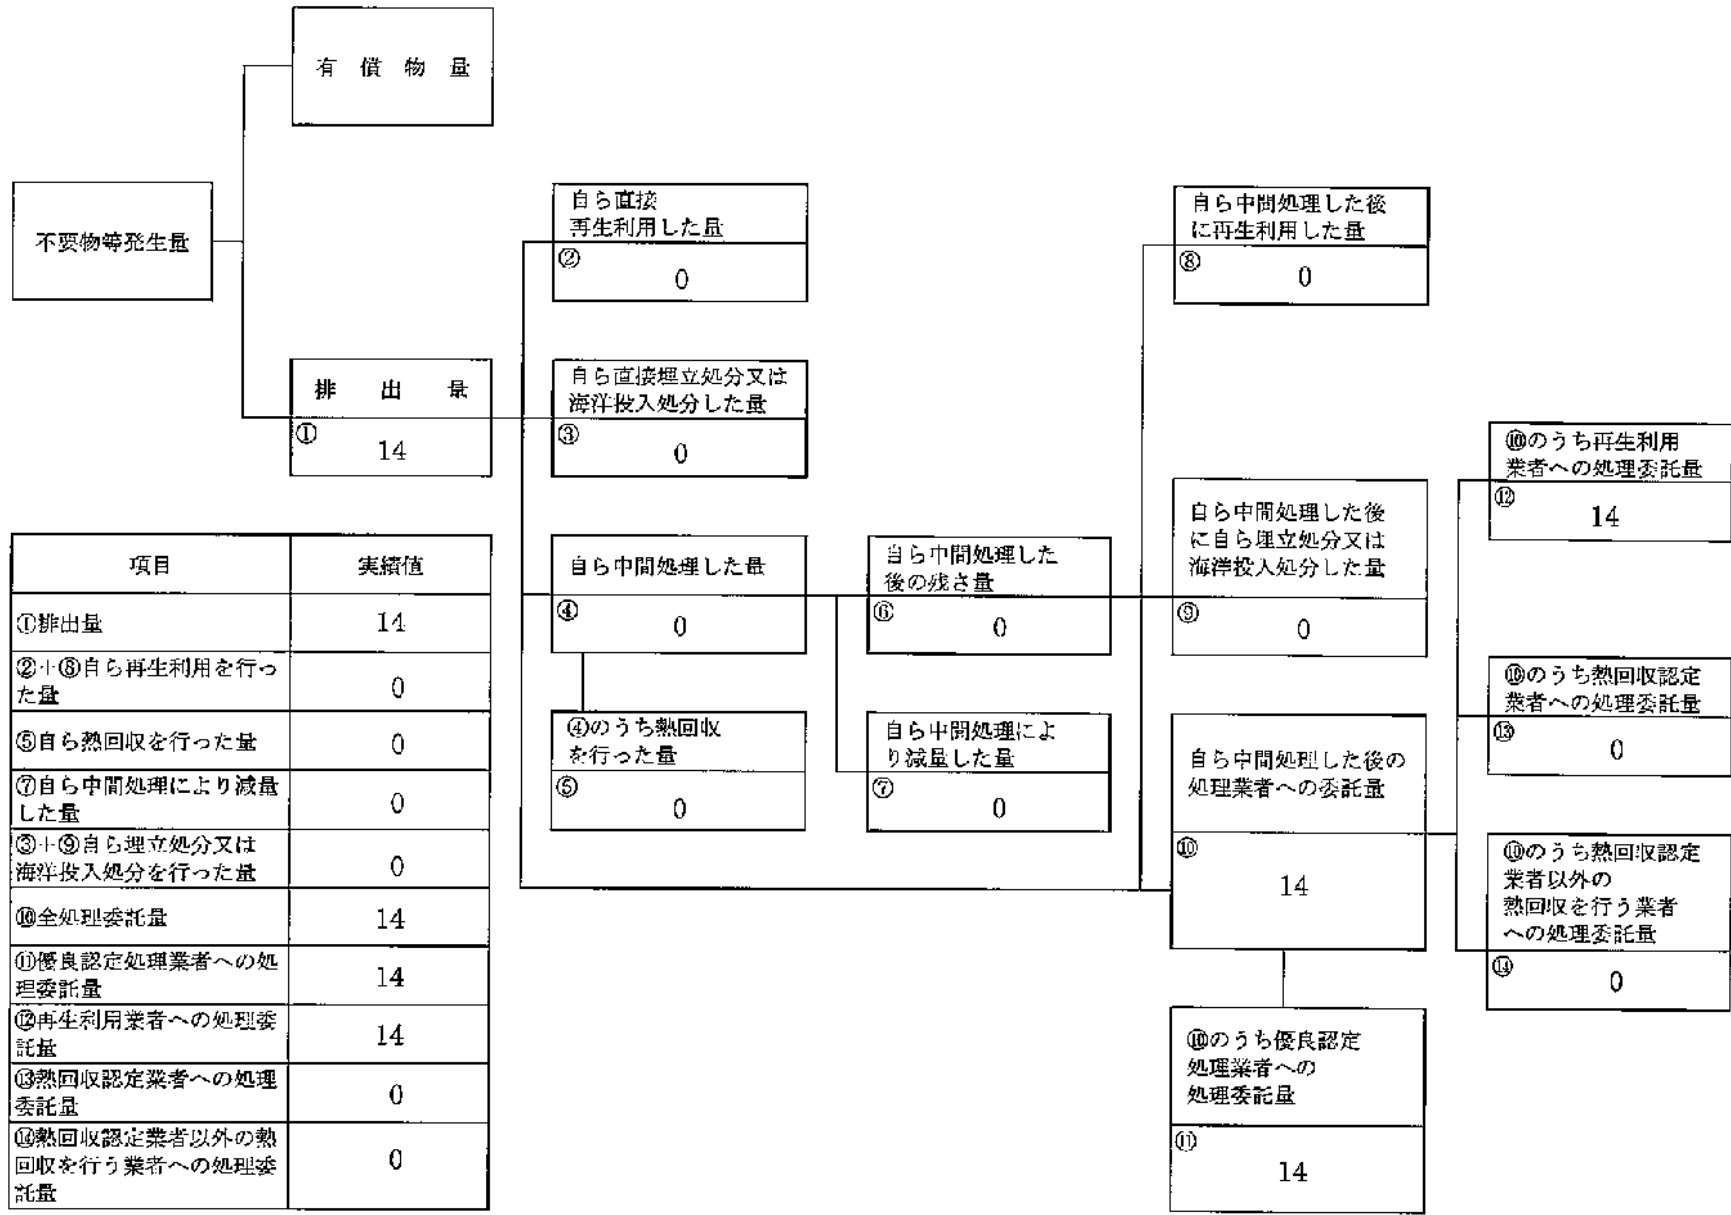 有償物量
不要物等発生量
自ら直接
再生利用した量
②
0
自ら中間処理した後
に再生利用した量
⑧
0
排出量
①
14
自ら直接埋立処分又は
海洋投入処分した量
③
0
⑩のうち再生利用
業者への処理委託量
⑫
14
自ら中間処理した量
④
0
自ら中間処理した
後の残さ量
⑥
0
自ら中間処理した後
に自ら埋立処分又は
海洋投入処分した量
⑨
0
⑩のうち熱回収認定
業者への処理委託量
⑬
0
④のうち熱回収
を行った量
⑤
0
自ら中間処理によ
り減量した量
⑦
0
自ら中間処理した後の
処理業者への委託量
⑩
14
⑩のうち熱回収認定
業者以外の
熱回収を行う業者
への処理委託量
⑭
0
⑩のうち優良認定
処理業者への
処理委託量
⑪
14
項目 実績値
①排出量 14
②+⑧自ら再生利用を行っ
た量 0
⑤自ら熱回収を行った量 0
⑦自ら中間処理により減量
した量 0
③+⑨自ら埋立処分又は
海洋投入処分を行った量 0
⑩全処理委託量 14
⑪優良認定処理業者への処
理委託量 14
⑫再生利用業者への処理委
託量 14
⑬熱回収認定業者への処理
委託量 0
⑭熱回収認定業者以外の熱
回収を行う業者への処理委
託量 0